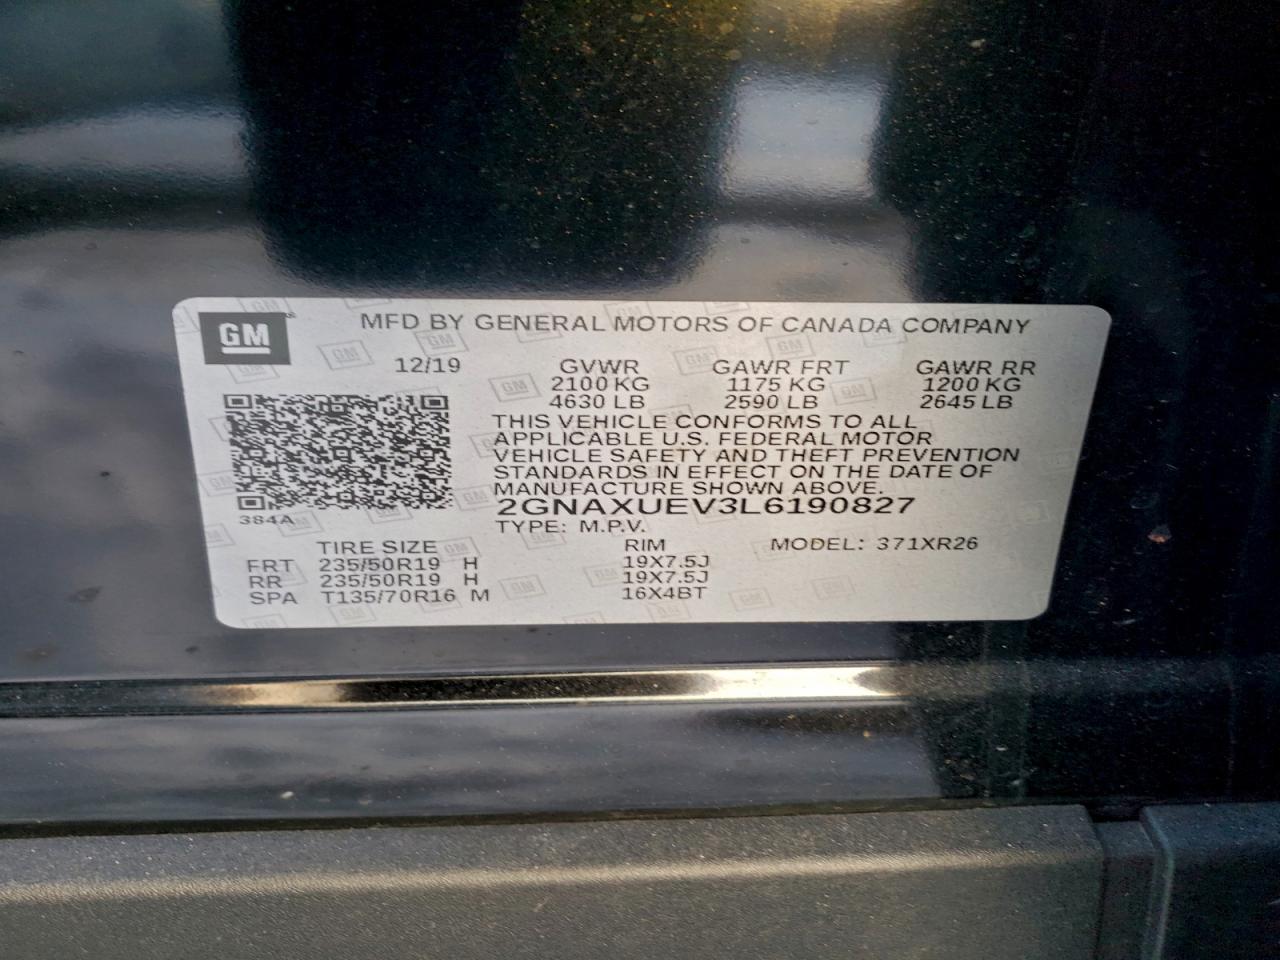 GM
MFD BY GENERAL MOTORS OF CANADA COMPANY
12/19 GVWR GAWR FRT GAWR RR
2100 KG 1175 KG 1200 KG
4630 LB 2590 LB 2645 LB
THIS VEHICLE CONFORMS TO ALL
APPLICABLE U.S. FEDERAL MOTOR
VEHICLE SAFETY AND THEFT PREVENTION
STANDARDS IN EFFECT ON THE DATE OF
MANUFACTURE SHOWN ABOVE.
2GNAXUEV3L6190827
384A
TYPE: M.P.V.
TIRE SIZE RIM MODEL: 371XR26
FRT 235/50R19 H 19X7.5J
RR 235/50R19 H 19X7.5J
SPA T135/70R16 M 16X4BT